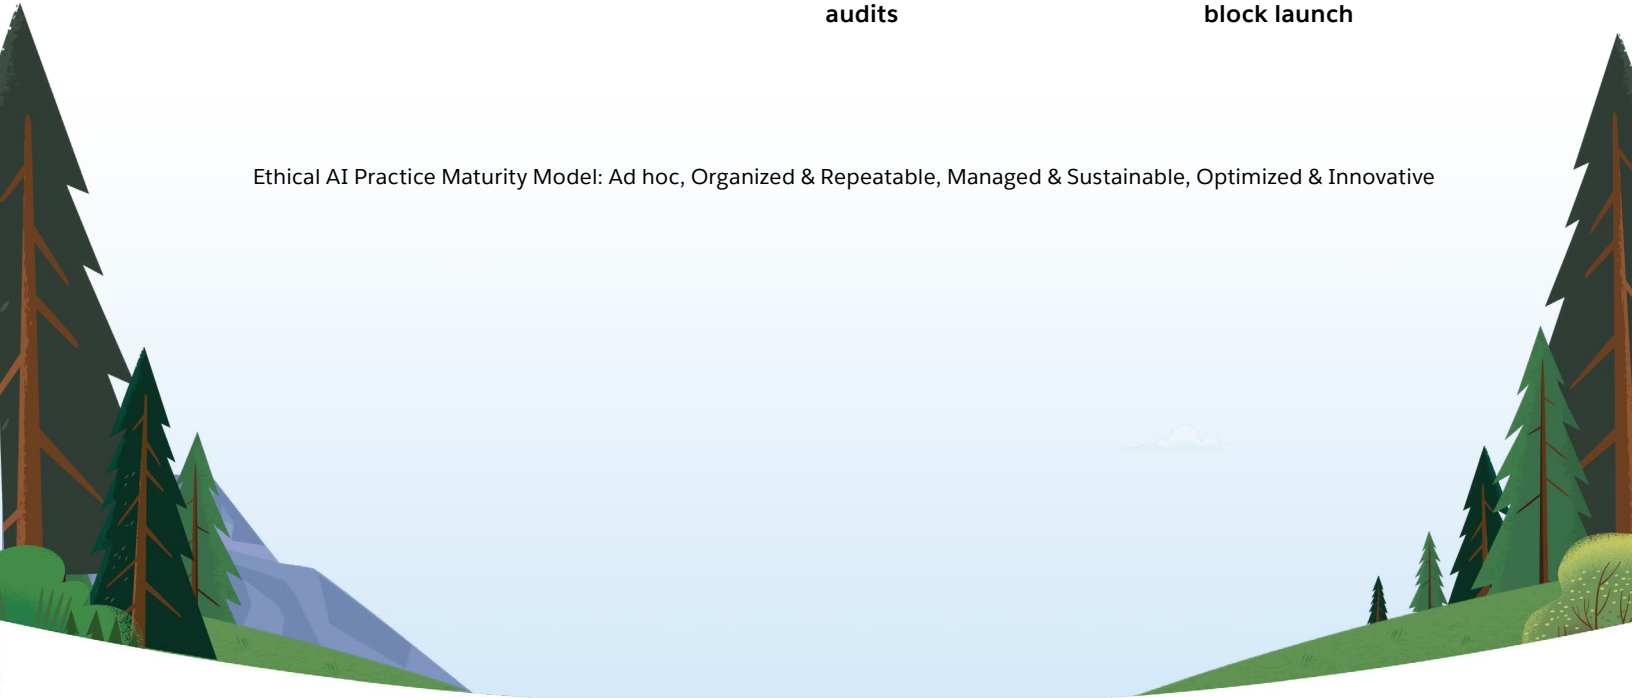 audits block launch
Ethical AI Practice Maturity Model: Ad hoc, Organized & Repeatable, Managed & Sustainable, Optimized & Innovative